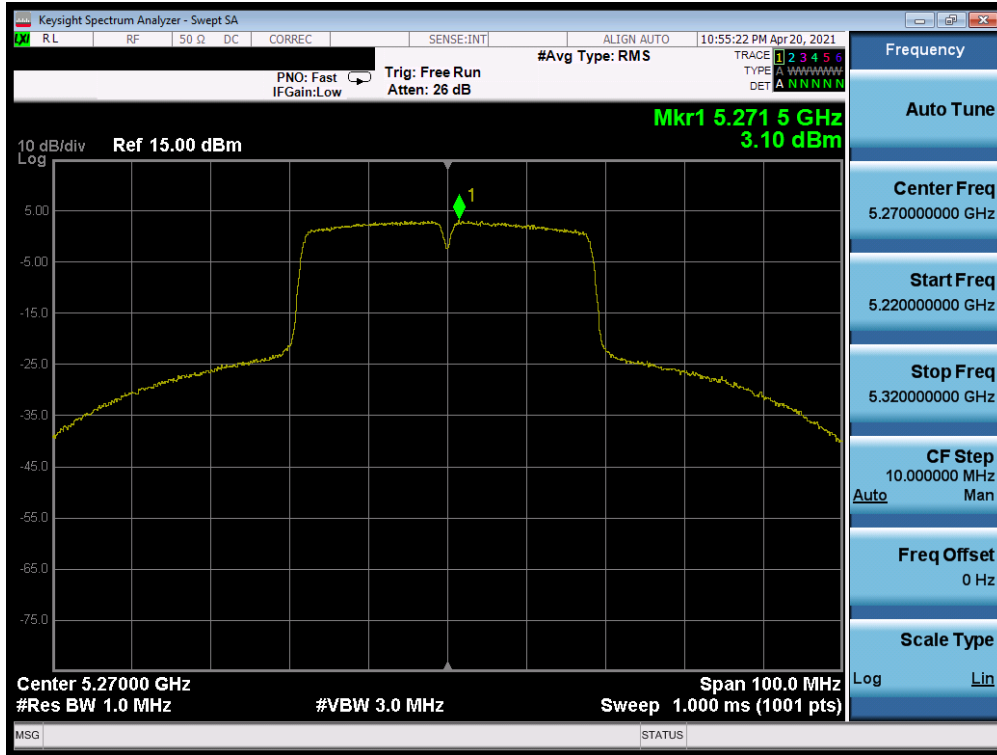 Keysight Spectrum Analyzer - Swept SA
LXI RL RF 50 Ω DC CORREC SENSE:INT ALIGN AUTO 10:55:22 PM Apr 20, 2021
#Avg Type: RMS
TRACE 1 2 3 4 5 6
TYPE A WWWWW
DET A N N N N N
PNO: Fast
IFGain:Low
Trig: Free Run
Atten: 26 dB
Mkr1 5.271 5 GHz
3.10 dBm
10 dB/div Ref 15.00 dBm
Log
1
5.00
-5.00
-15.0
-25.0
-35.0
-45.0
-55.0
-65.0
-75.0
Center 5.27000 GHz Span 100.0 MHz
#Res BW 1.0 MHz #VBW 3.0 MHz Sweep 1.000 ms (1001 pts)
MSG STATUS
Frequency
Auto Tune
Center Freq
5.270000000 GHz
Start Freq
5.220000000 GHz
Stop Freq
5.320000000 GHz
CF Step
10.000000 MHz
Auto Man
Freq Offset
0 Hz
Scale Type
Log Lin